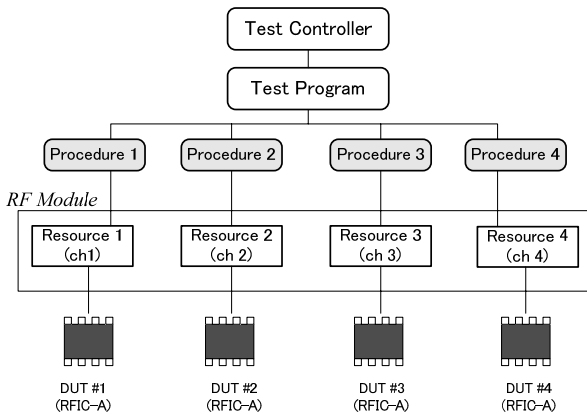 Test Controller
Test Program
Procedure 1
Procedure 2
Procedure 3
Procedure 4
RF Module
Resource 1
(ch1)
Resource 2
(ch 2)
Resource 3
(ch 3)
Resource 4
(ch 4)
DUT #1
(RFIC-A)
DUT #2
(RFIC-A)
DUT #3
(RFIC-A)
DUT #4
(RFIC-A)